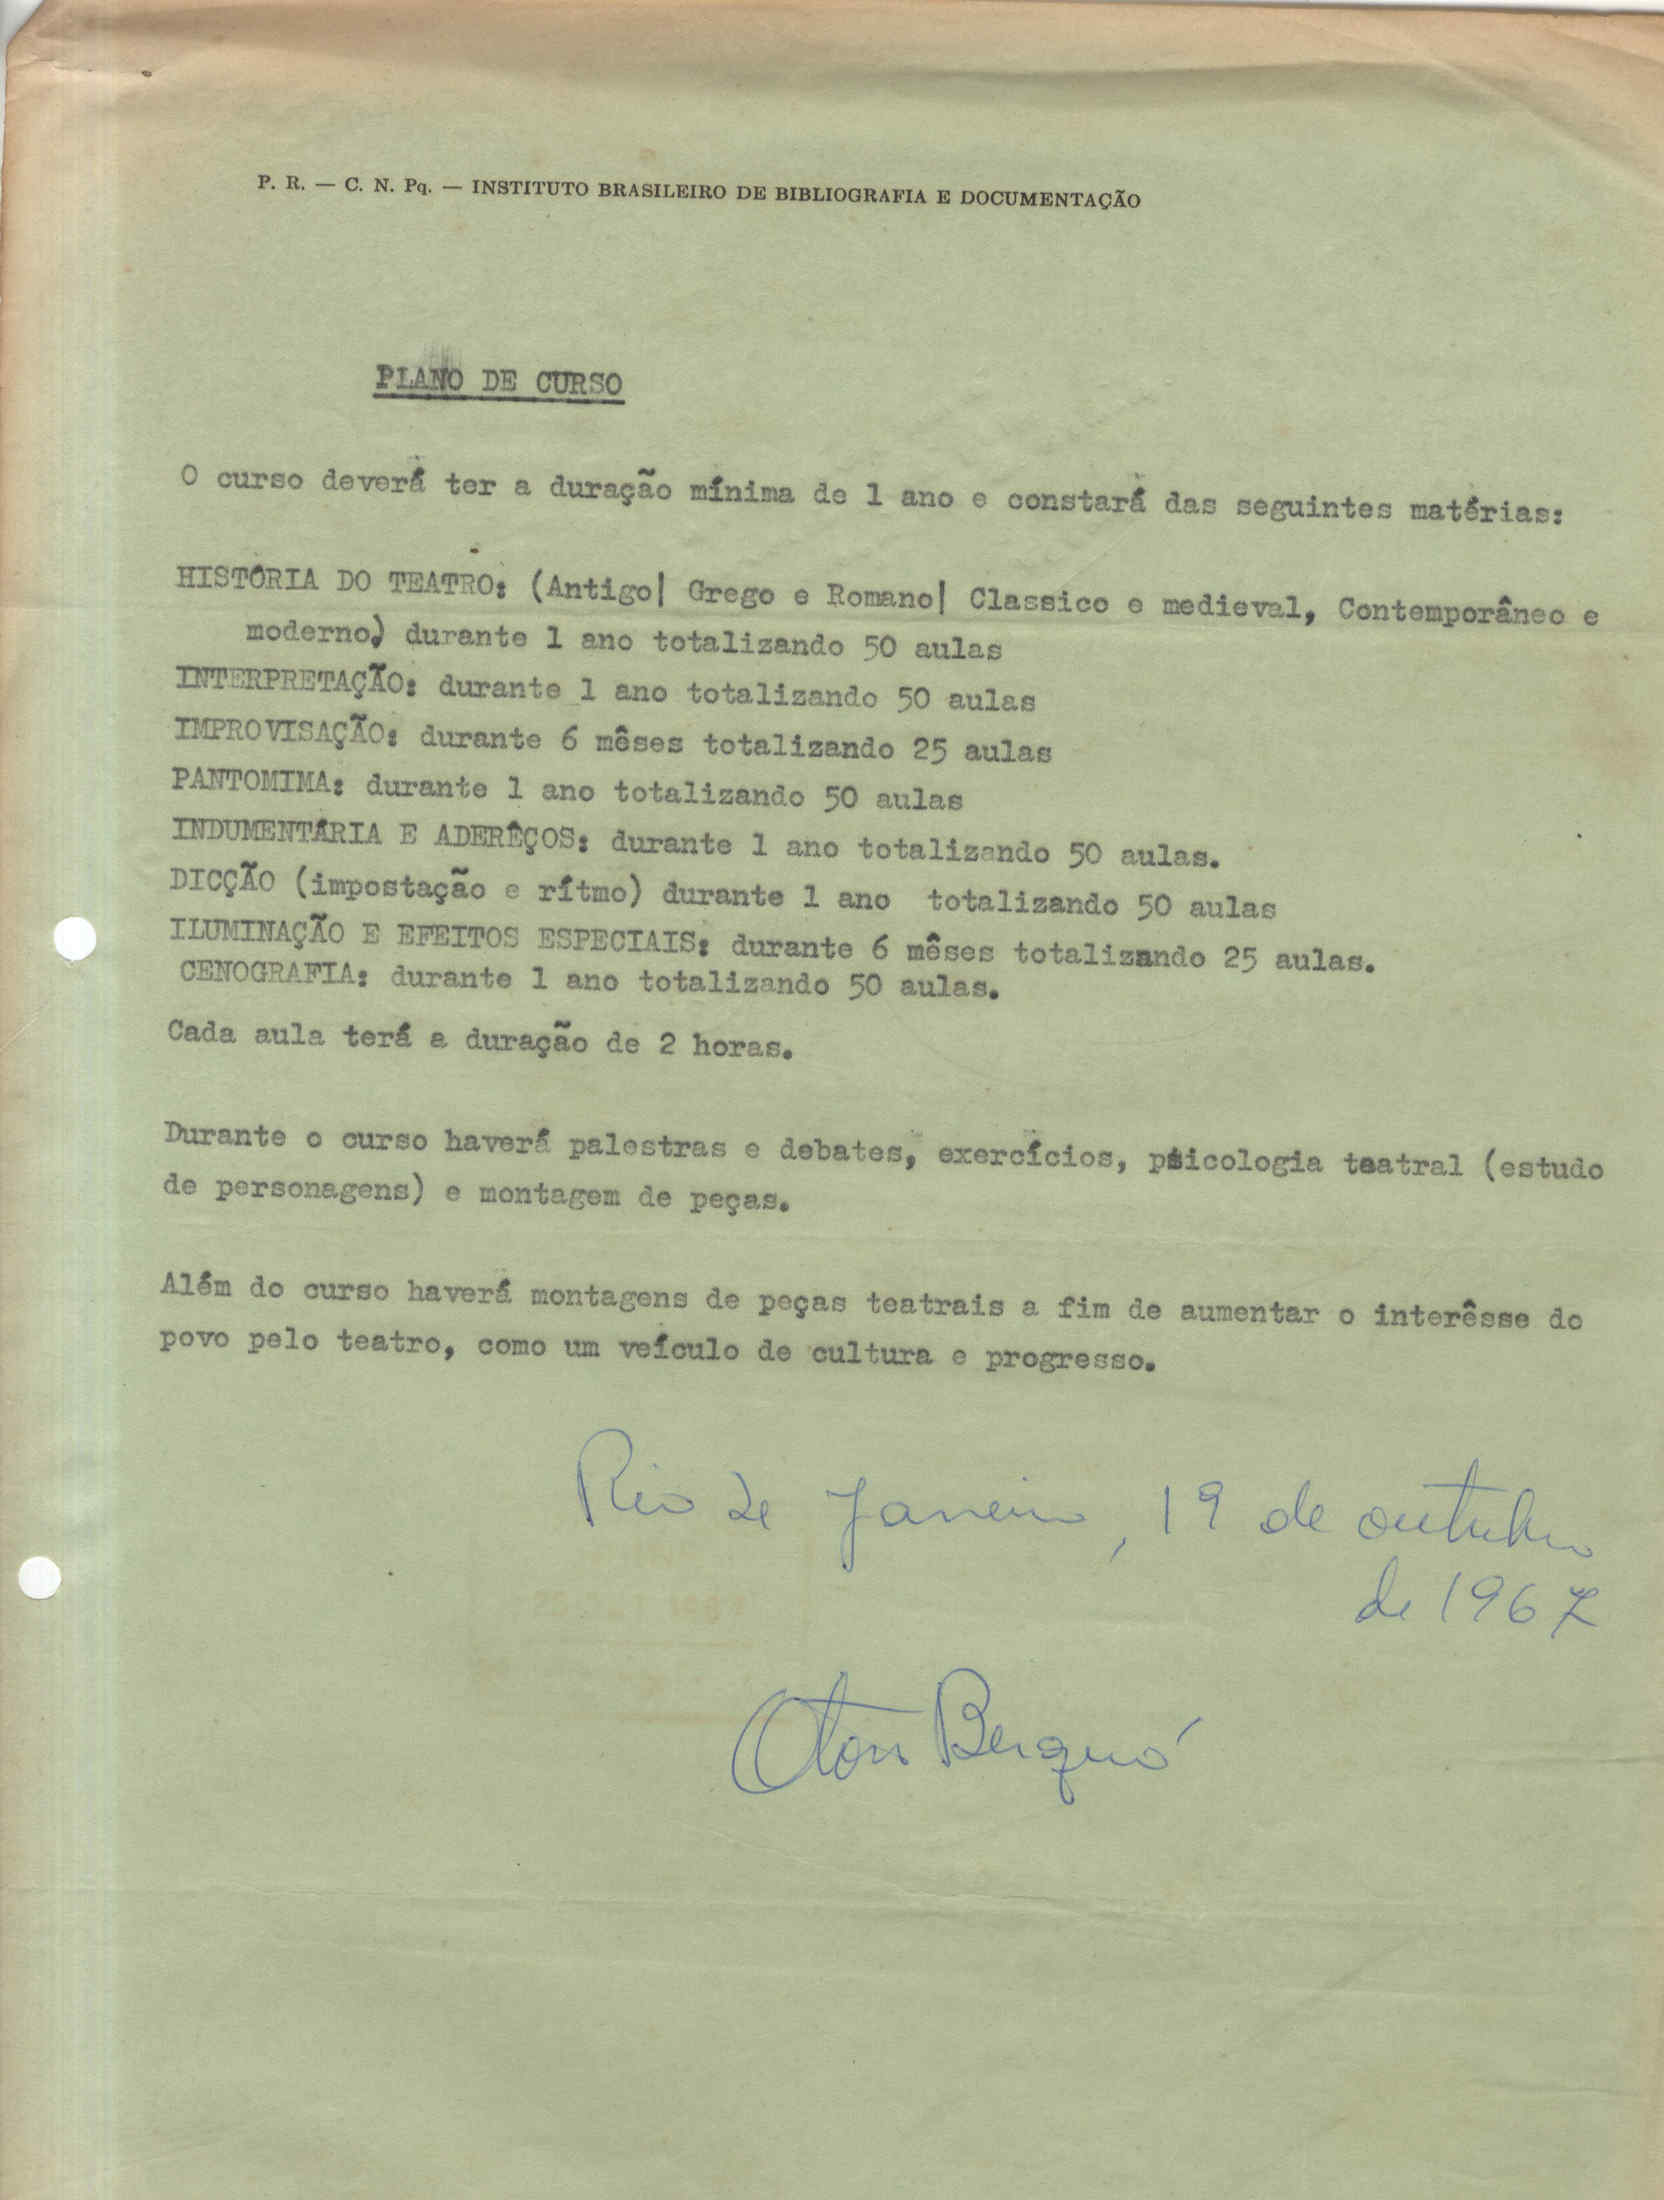 P. R. — C. N. Pq. — INSTITUTO BRASILEIRO DE BIBLIOGRAFIA E DOCUMENTAÇÃO
PLANO DE CURSO
O curso deverá ter a duração mínima de 1 ano e constará das seguintes matérias:
HISTÓRIA DO TEATRO: (Antigo| Grego e Romano| Classico e medieval, Contemporâneo e
moderno) durante 1 ano totalizando 50 aulas
INTERPRETAÇÃO: durante 1 ano totalizando 50 aulas
IMPROVISAÇÃO: durante 6 mêses totalizando 25 aulas
PANTOMIMA: durante 1 ano totalizando 50 aulas
INDUMENTÁRIA E ADERÊÇOS: durante 1 ano totalizando 50 aulas.
DICÇÃO (impostação e rítmo) durante 1 ano totalizando 50 aulas
ILUMINAÇÃO E EFEITOS ESPECIAIS: durante 6 mêses totalizando 25 aulas.
CENOGRAFIA: durante 1 ano totalizando 50 aulas.
Cada aula terá a duração de 2 horas.
Durante o curso haverá palestras e debates, exercícios, psicologia teatral (estudo
de personagens) e montagem de peças.
Além do curso haverá montagens de peças teatrais a fim de aumentar o interêsse do
povo pelo teatro, como um veículo de cultura e progresso.
Rio de Janeiro, 19 de outubro
de 1967
Oton Berquó